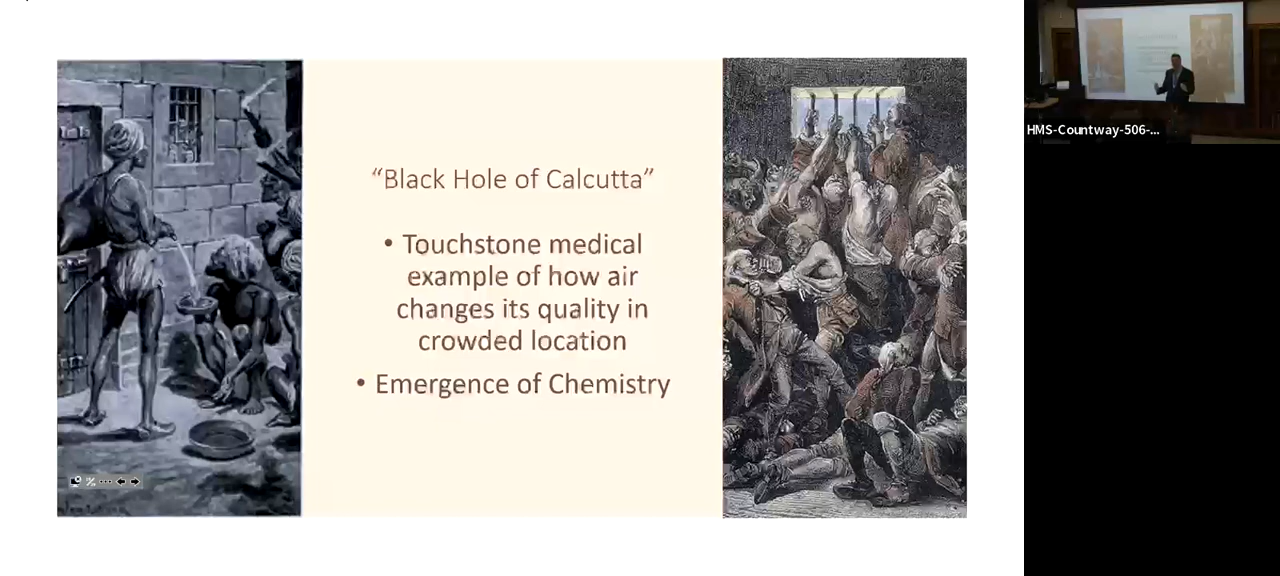 “Black Hole of Calcutta”
• Touchstone medical
example of how air
changes its quality in
crowded location
• Emergence of Chemistry
HMS-Countway-506-...